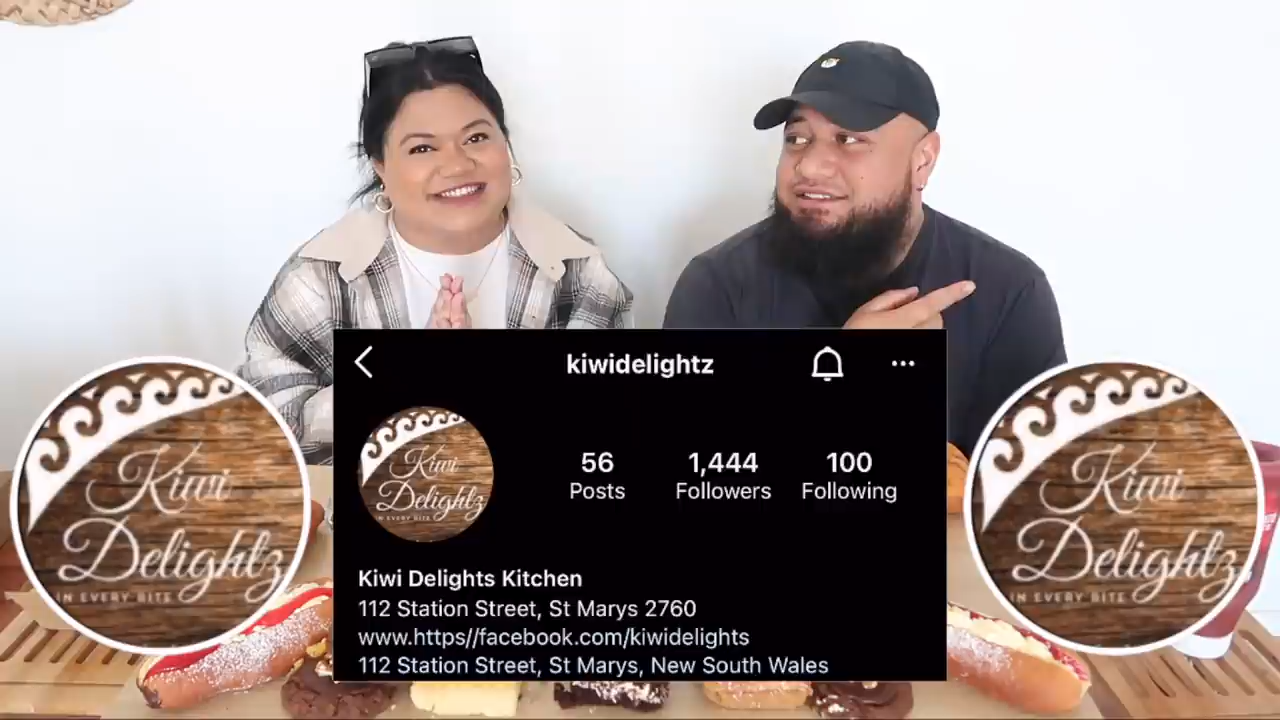 kiwidelightz
Kiwi
Delightz
IN EVERY BITE
56
Posts
1,444
Followers
100
Following
Kiwi Delights Kitchen
112 Station Street, St Marys 2760
www.https//facebook.com/kiwidelights
112 Station Street, St Marys, New South Wales
Kiwi
Delightz
IN EVERY BITE
Kiwi
Delightz
IN EVERY BITE